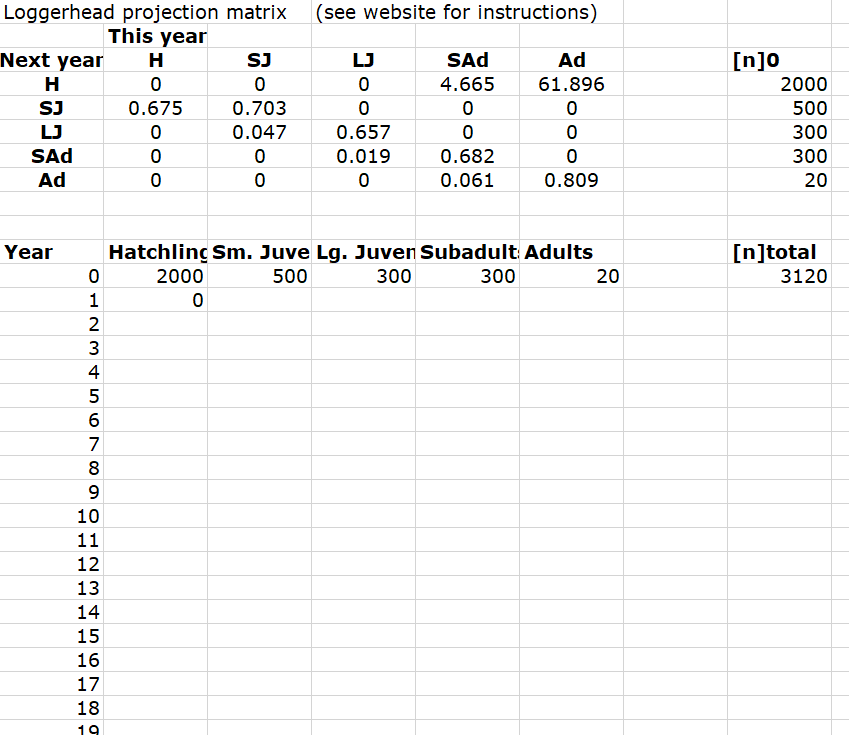 Loggerhead projection matrix (see website for instructions)
This year
Next year H SJ LJ SAd Ad [n]0
H 0 0 0 4.665 61.896 2000
SJ 0.675 0.703 0 0 0 500
LJ 0 0.047 0.657 0 0 300
SAd 0 0 0.019 0.682 0 300
Ad 0 0 0 0.061 0.809 20
Year Hatchling Sm. Juve Lg. Juven Subadult Adults [n]total
0 2000 500 300 300 20 3120
1 0
2
3
4
5
6
7
8
9
10
11
12
13
14
15
16
17
18
19